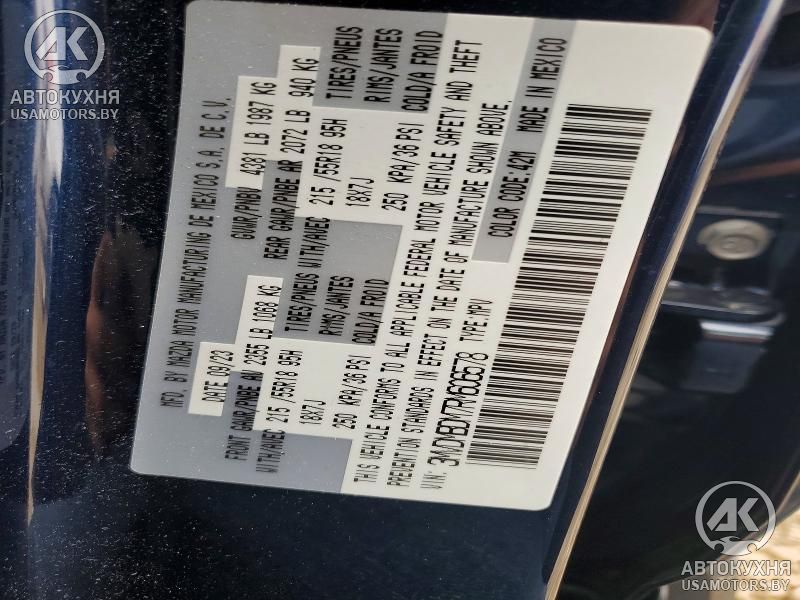 MFD. BY MAZDA MOTOR MANUFACTURING DE MEXICO S.A. DE C.V.
DATE 09/23 GVWR/PNBV 4381 LB 1987 KG
FRONT GAWR/PNBE AV 2355 LB 1068 KG REAR GAWR/PNBE AR 2072 LB 940 KG
WITH/AVEC TIRES/PNEUS WITH/AVEC TIRES/PNEUS
215 /55R18 95H 215 /55R18 95H
RIMS/JANTES RIMS/JANTES
18X7J 18X7J
COLD/A FROID COLD/A FROID
250 KPA/36 PSI 250 KPA/36 PSI
THIS VEHICLE CONFORMS TO ALL APPLICABLE FEDERAL MOTOR VEHICLE SAFETY AND THEFT
PREVENTION STANDARDS IN EFFECT ON THE DATE OF MANUFACTURE SHOWN ABOVE.
VIN: TYPE:MPV
COLOR CODE:42M MADE IN MEXICO
АК
АВТОКУХНЯ
USAMOTORS.BY
АК
АВТОКУХНЯ
USAMOTORS.BY